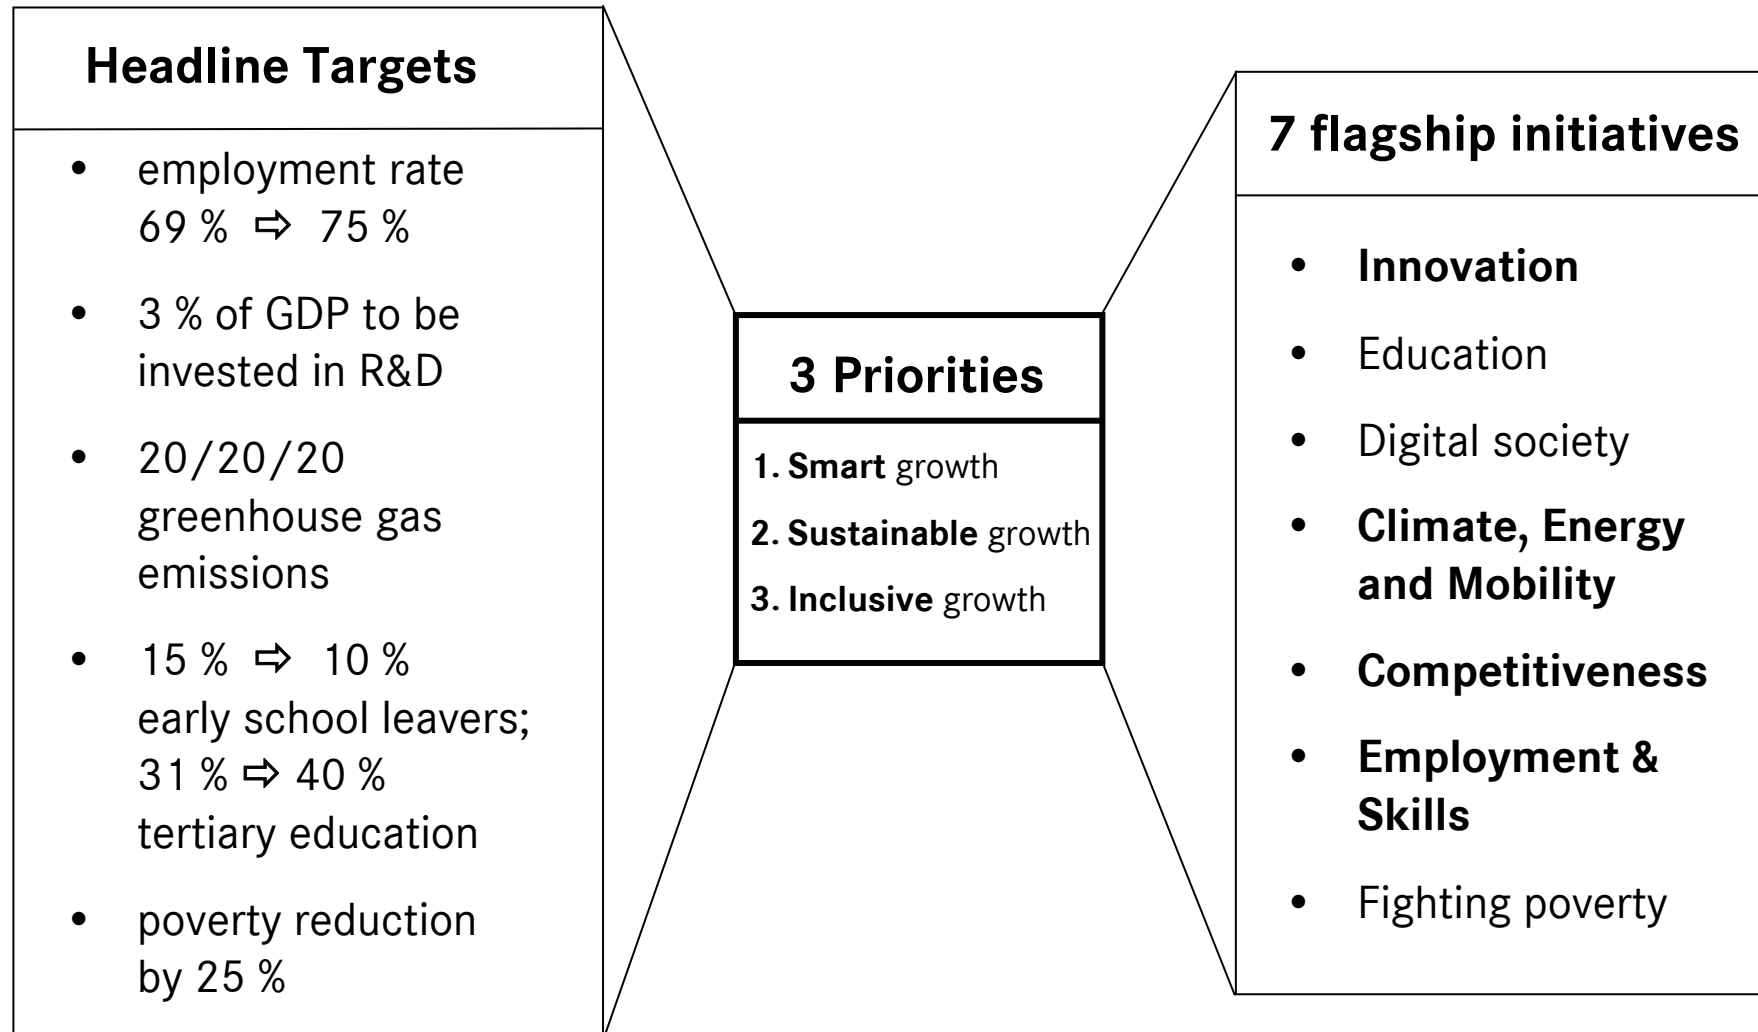 Headline Targets
• employment rate
69 % ⇨ 75 %
• 3 % of GDP to be
invested in R&D
• 20/20/20
greenhouse gas
emissions
• 15 % ⇨ 10 %
early school leavers;
31 % ⇨ 40 %
tertiary education
• poverty reduction
by 25 %
3 Priorities
1. Smart growth
2. Sustainable growth
3. Inclusive growth
7 flagship initiatives
• Innovation
• Education
• Digital society
• Climate, Energy
and Mobility
• Competitiveness
• Employment &
Skills
• Fighting poverty